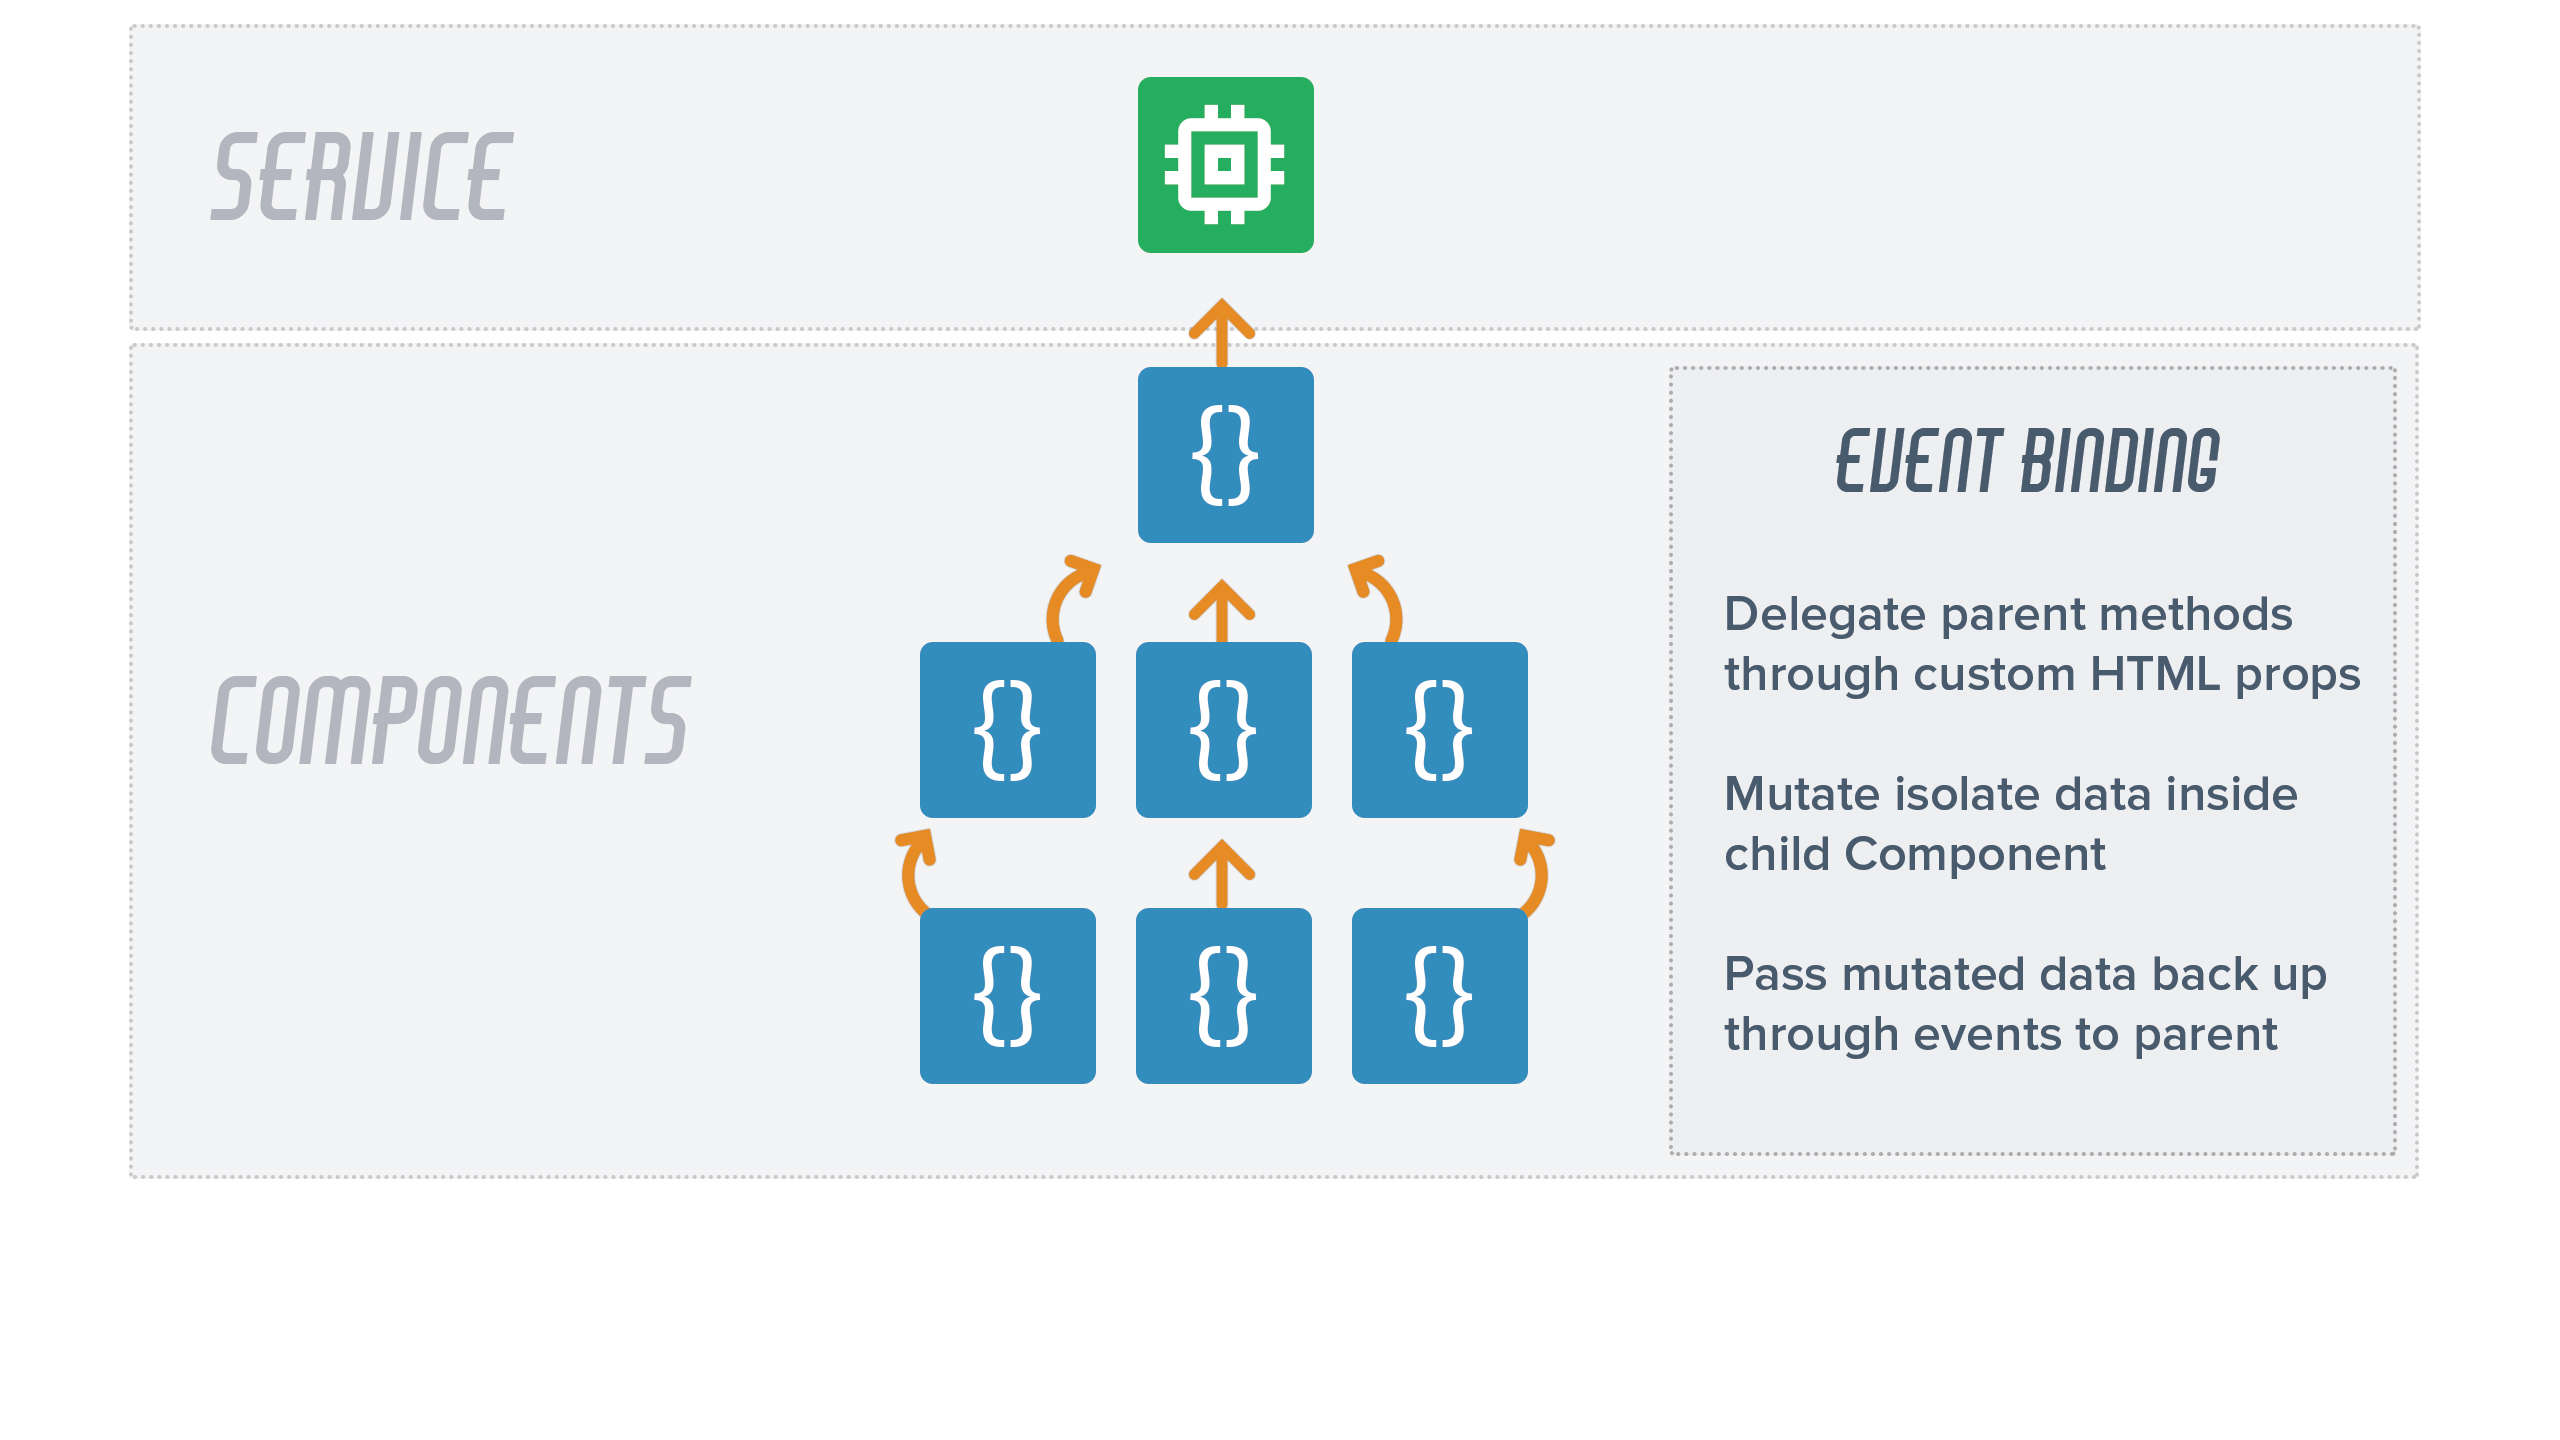 SERVICE
{}
COMPONENTS
{} {} {}
{} {} {}
EVENT BINDING
Delegate parent methods
through custom HTML props
Mutate isolate data inside
child Component
Pass mutated data back up
through events to parent